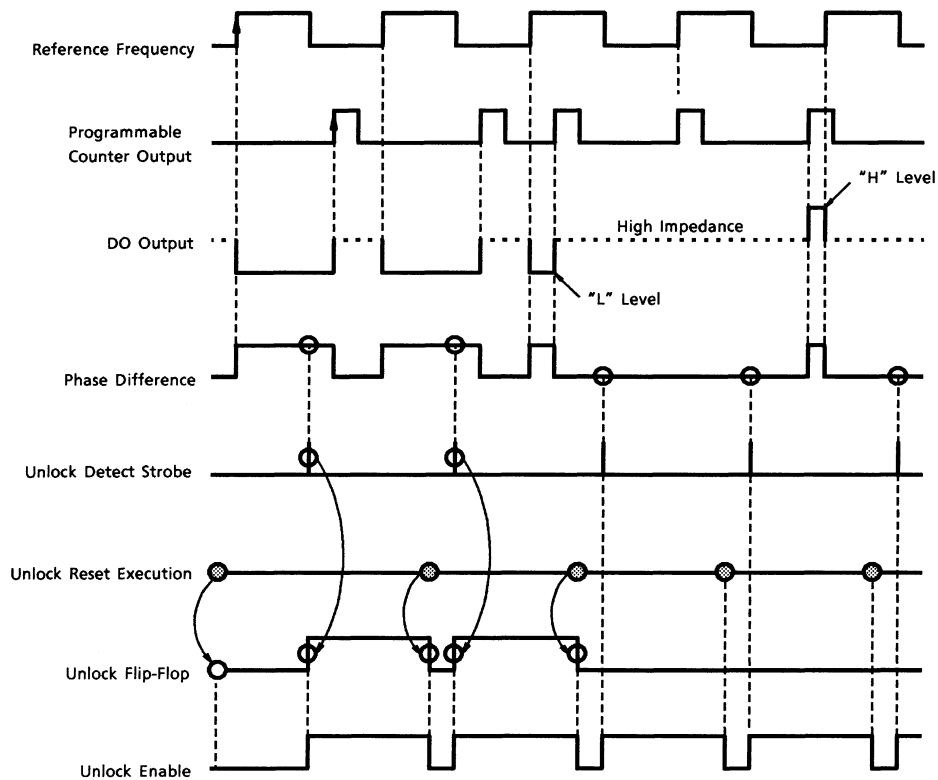 Reference Frequency
Programmable
Counter Output
"H" Level
High Impedance
DO Output
"L" Level
Phase Difference
Unlock Detect Strobe
Unlock Reset Execution
Unlock Flip-Flop
Unlock Enable